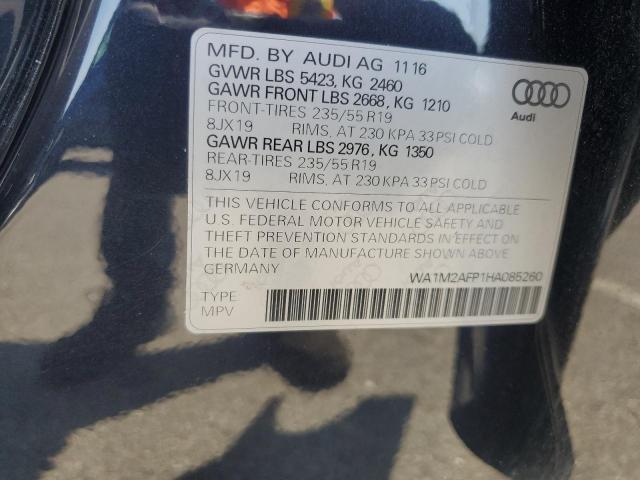 MFD. BY AUDI AG 11 16
GVWR LBS 5423, KG 2460
GAWR FRONT LBS 2668, KG 1210
FRONT-TIRES 235/55 R19
8JX19 RIMS, AT 230 KPA 33 PSI COLD
GAWR REAR LBS 2976, KG 1350
REAR-TIRES 235/55 R19
8JX19 RIMS, AT 230 KPA 33 PSI COLD
Audi
THIS VEHICLE CONFORMS TO ALL APPLICABLE
U.S. FEDERAL MOTOR VEHICLE SAFETY AND
THEFT PREVENTION STANDARDS IN EFFECT ON
THE DATE OF MANUFACTURE SHOWN ABOVE.
GERMANY
WA1M2AFP1HA085260
TYPE:
MPV